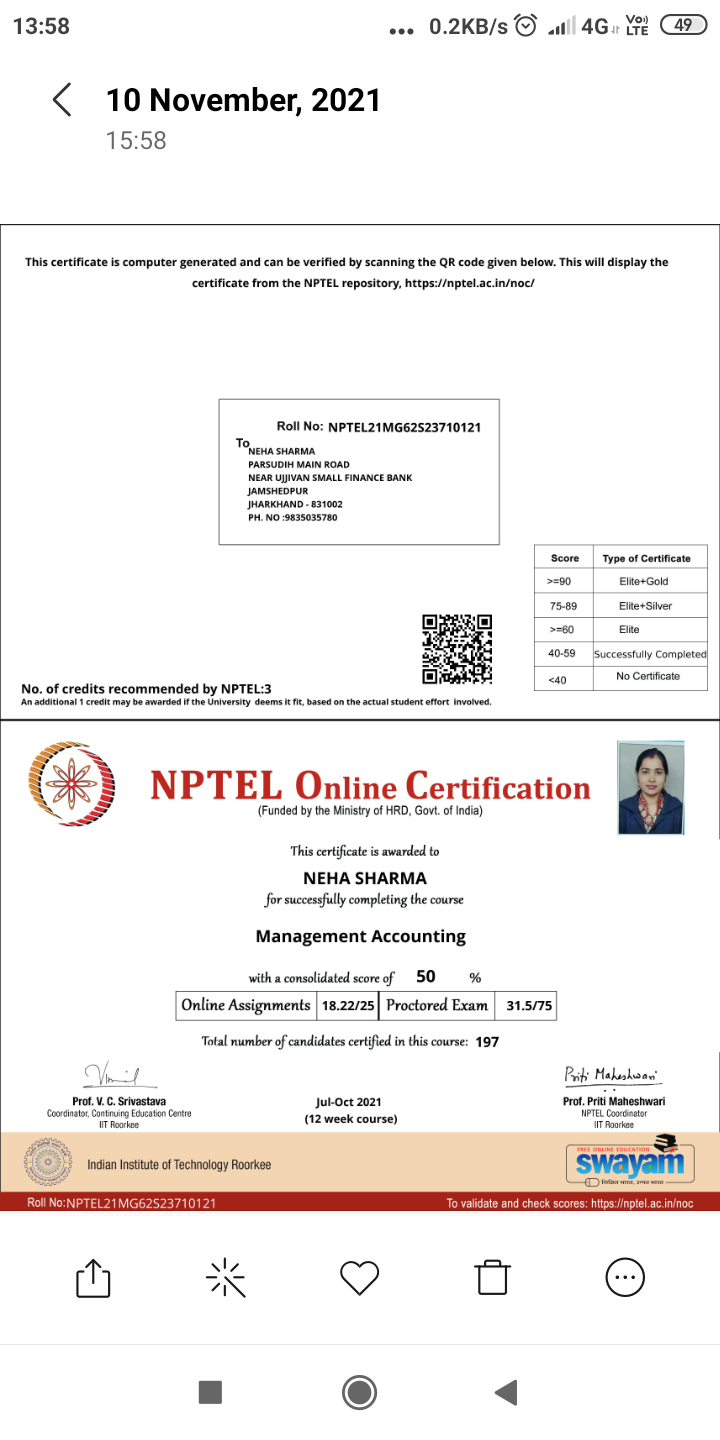 13:58
... 0.2KB/s 4G Vo)) LTE 49
10 November, 2021
15:58
This certificate is computer generated and can be verified by scanning the QR code given below. This will display the
certificate from the NPTEL repository, https://nptel.ac.in/noc/
Roll No: NPTEL21MG62S23710121
To
NEHA SHARMA
PARSUDIH MAIN ROAD
NEAR UJJIVAN SMALL FINANCE BANK
JAMSHEDPUR
JHARKHAND - 831002
PH. NO :9835035780
Score Type of Certificate
>=90 Elite+Gold
75-89 Elite+Silver
>=60 Elite
40-59 Successfully Completed
<40 No Certificate
No. of credits recommended by NPTEL:3
An additional 1 credit may be awarded if the University deems it fit, based on the actual student effort involved.
NPTEL Online Certification
(Funded by the Ministry of HRD, Govt. of India)
This certificate is awarded to
NEHA SHARMA
for successfully completing the course
Management Accounting
with a consolidated score of 50 %
Online Assignments 18.22/25 Proctored Exam 31.5/75
Total number of candidates certified in this course: 197
Priti Maheshwari
Prof. V. C. Srivastava
Coordinator, Continuing Education Centre
IIT Roorkee
Jul-Oct 2021
(12 week course)
Prof. Priti Maheshwari
NPTEL Coordinator
IIT Roorkee
Indian Institute of Technology Roorkee
FREE ONLINE EDUCATION
swayam
शिक्षित भारत, उन्नत भारत
Roll No:NPTEL21MG62S23710121
To validate and check scores: https://nptel.ac.in/noc